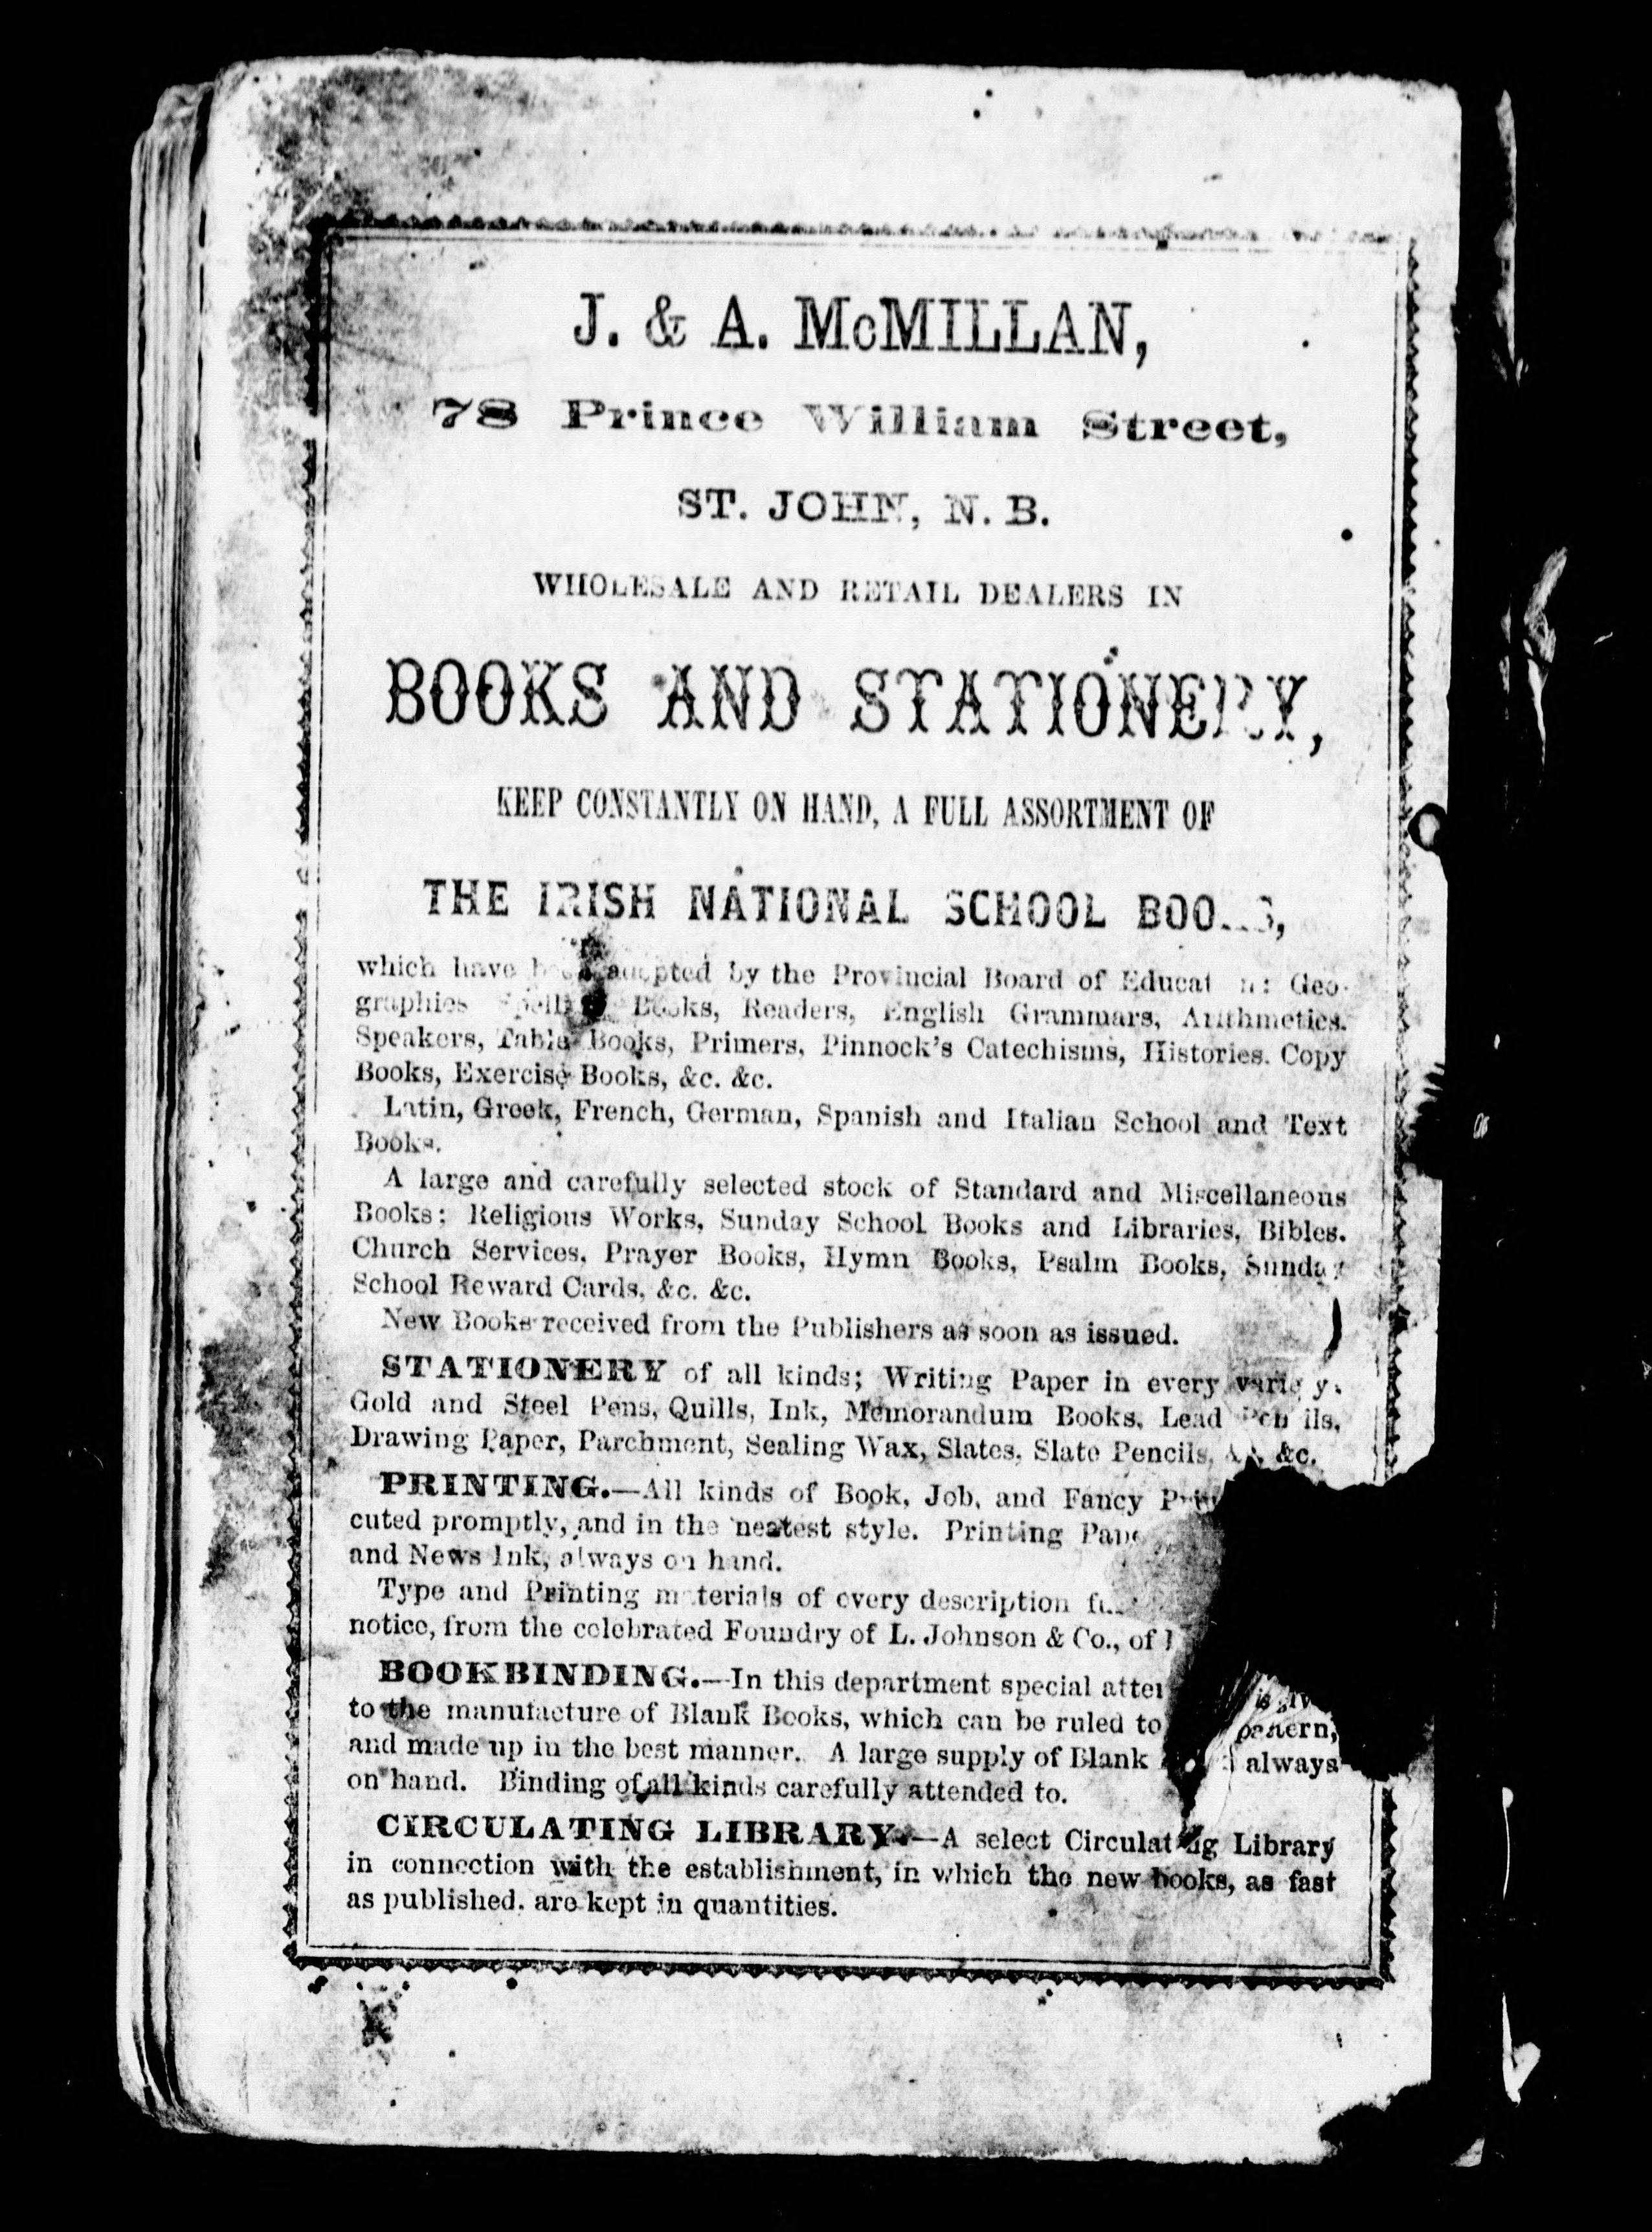 J. & A. McMILLAN,
78 Prince William Street,
ST. JOHN, N. B.
WHOLESALE AND RETAIL DEALERS IN
BOOKS AND STATIONERY,
KEEP CONSTANTLY ON HAND, A FULL ASSORTMENT OF
THE IRISH NATIONAL SCHOOL BOOKS,
which have been adopted by the Provincial Board of Education: Geo-
graphies Spelling Books, Readers, English Grammars, Arithmetics.
Speakers, Table Books, Primers, Pinnock's Catechisms, Histories. Copy
Books, Exercise Books, &c. &c.
Latin, Greek, French, German, Spanish and Italian School and Text
Books.
A large and carefully selected stock of Standard and Miscellaneous
Books; Religious Works, Sunday School Books and Libraries, Bibles.
Church Services, Prayer Books, Hymn Books, Psalm Books, Sunday
School Reward Cards, &c. &c.
New Books received from the Publishers as soon as issued.
STATIONERY of all kinds; Writing Paper in every variety.
Gold and Steel Pens, Quills, Ink, Memorandum Books, Lead Pencils,
Drawing Paper, Parchment, Sealing Wax, Slates, Slate Pencils, &c. &c.
PRINTING.—All kinds of Book, Job, and Fancy
cuted promptly, and in the neatest style. Printing
and News Ink, always on hand.
Type and Printing materials of every description
notice, from the celebrated Foundry of L. Johnson & Co., of
BOOKBINDING.—In this department special
to the manufacture of Blank Books, which can be ruled to pattern,
and made up in the best manner. A large supply of Blank always
on hand. Binding of all kinds carefully attended to.
CIRCULATING LIBRARY.—A select Circulating Library
in connection with the establishment, in which the new books, as fast
as published. are kept in quantities.